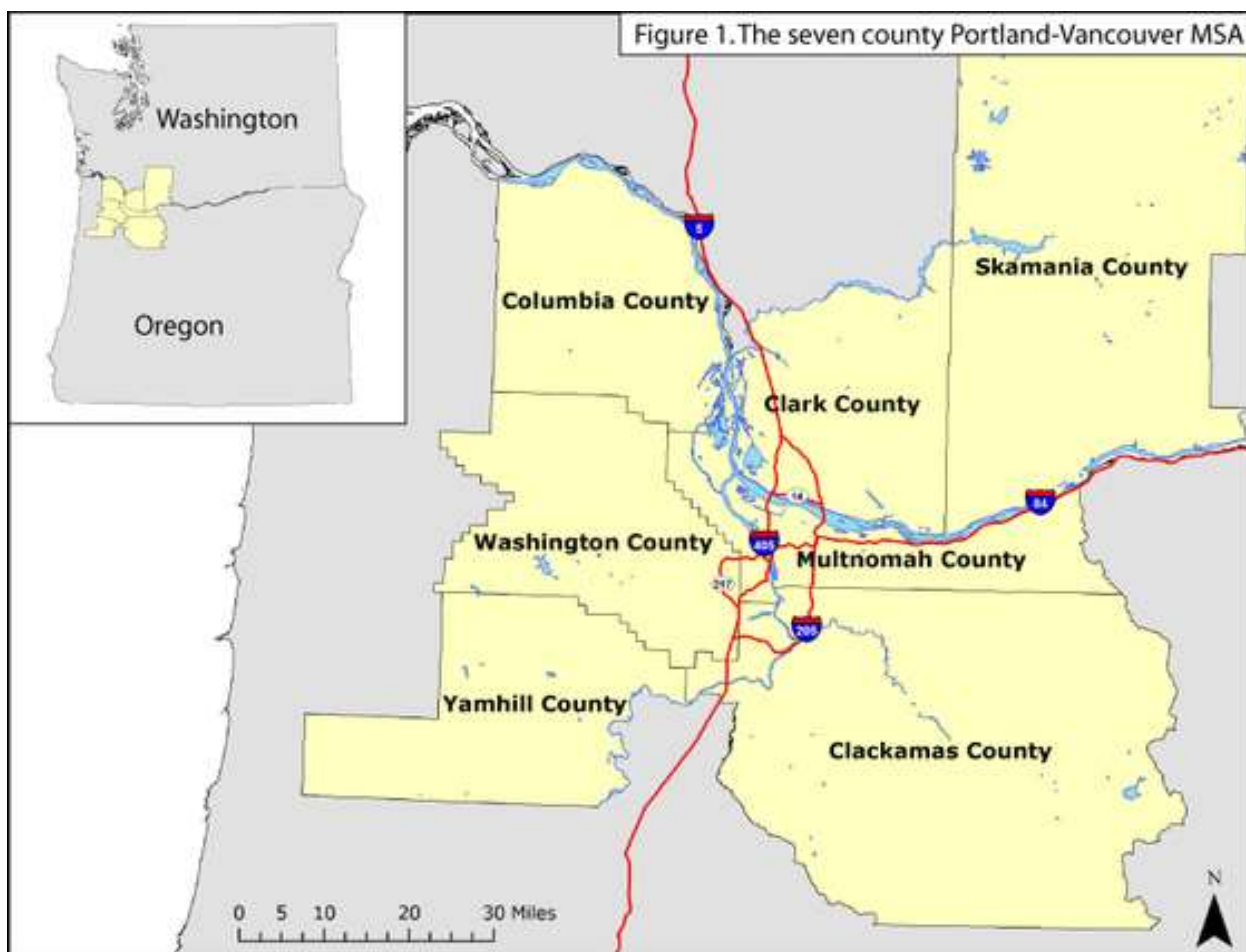 Figure 1. The seven county Portland-Vancouver MSA
Washington
Oregon
5
Skamania County
Columbia County
Clark County
14
84
405
Washington County
Multnomah County
217
205
Yamhill County
Clackamas County
0 5 10 20 30 Miles
N